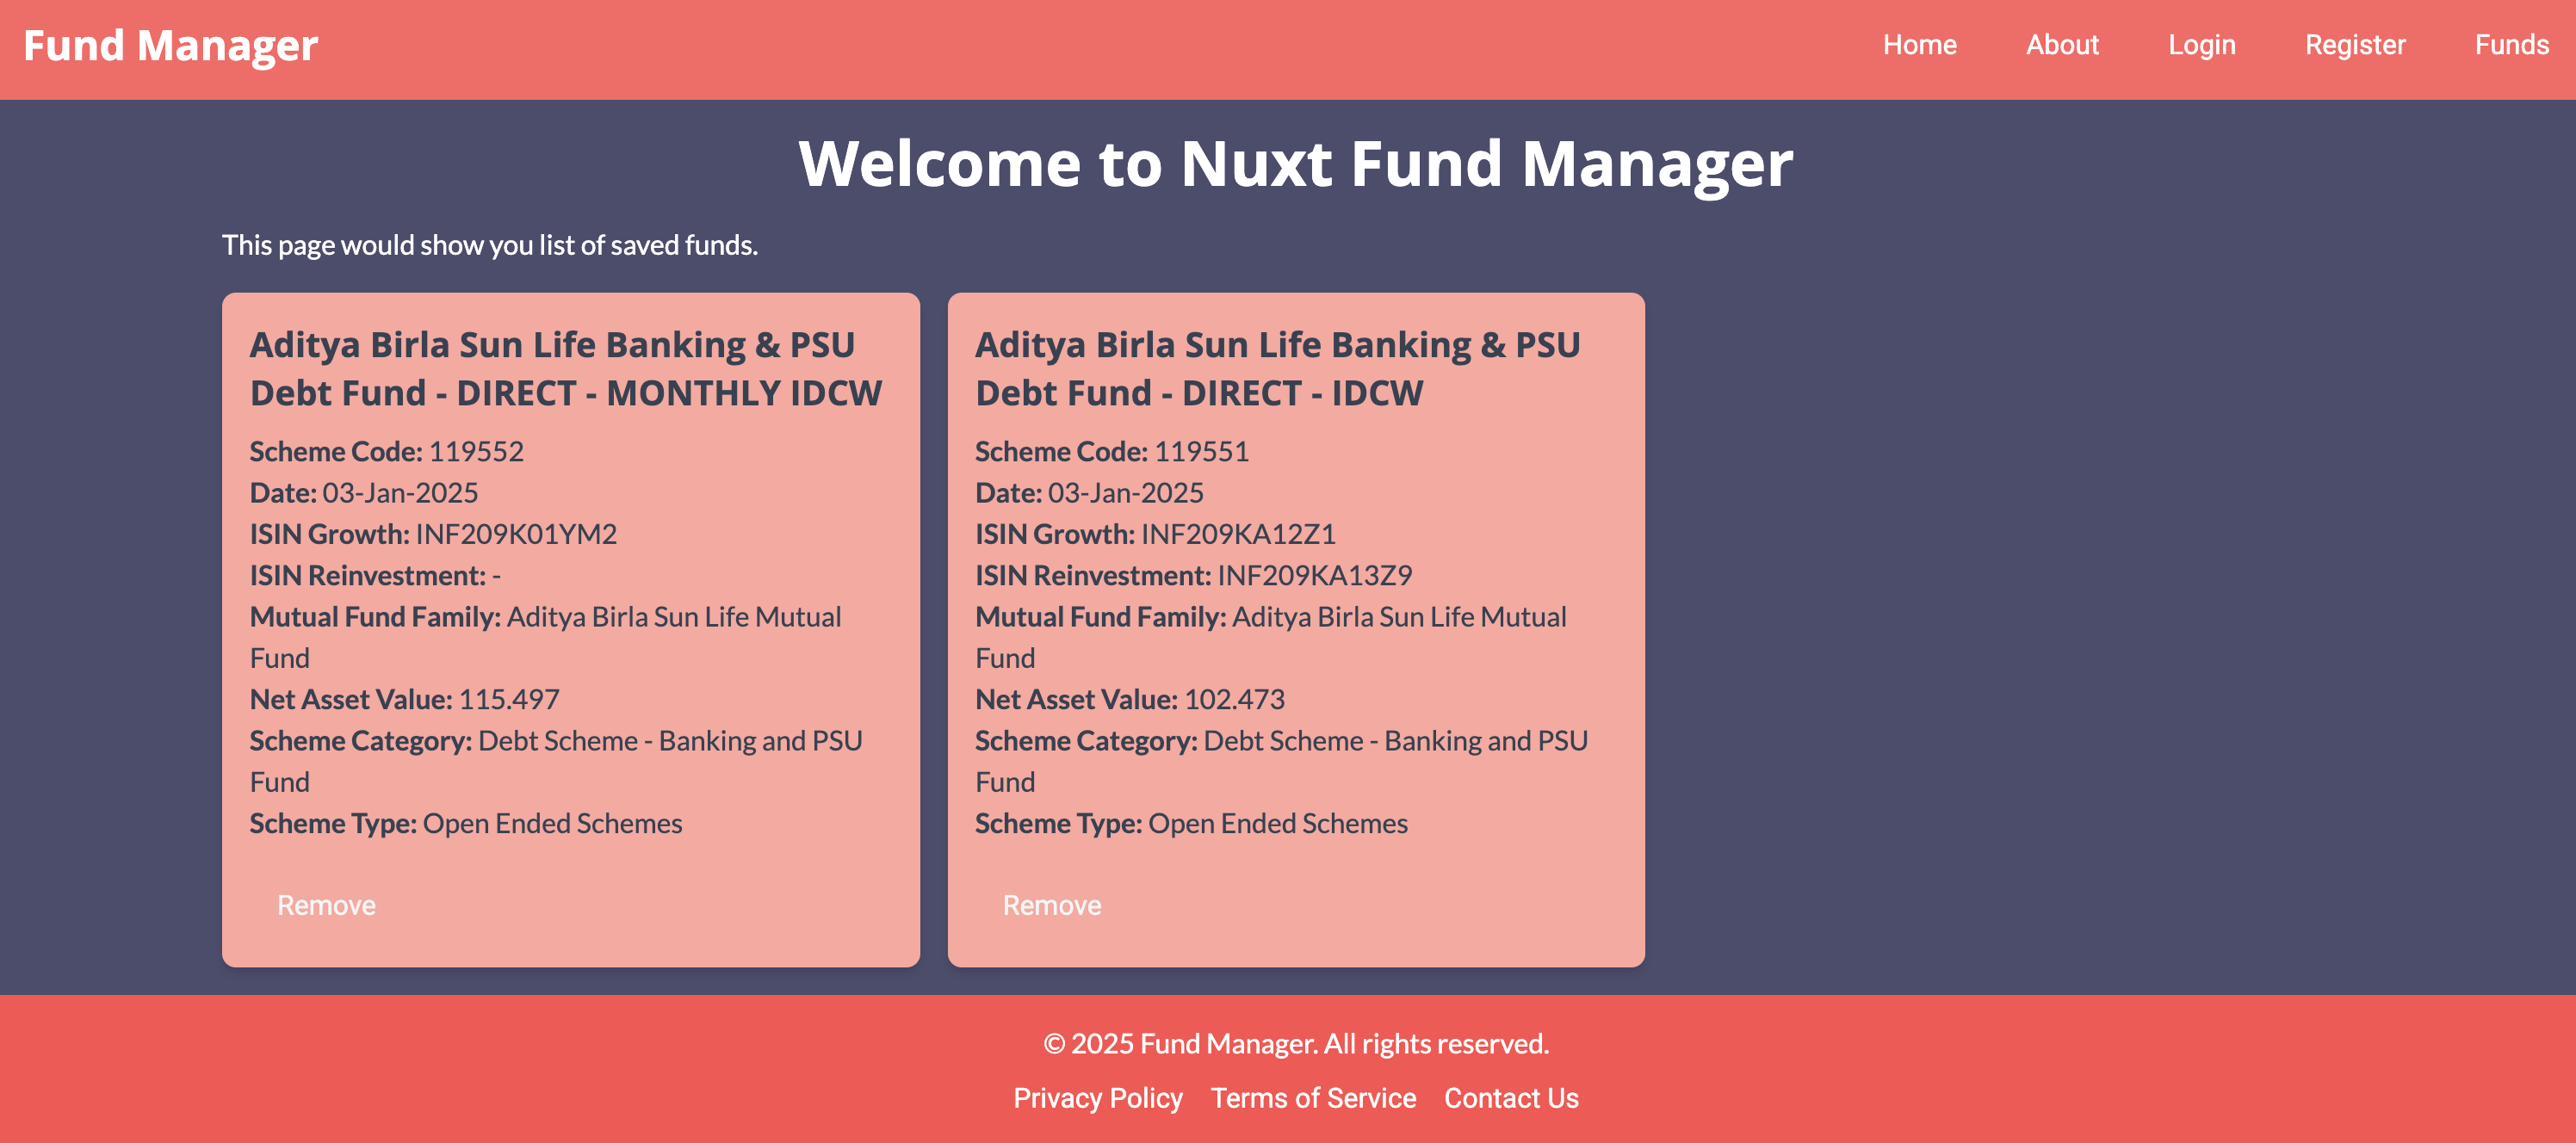 Fund Manager
Home About Login Register Funds
Welcome to Nuxt Fund Manager
This page would show you list of saved funds.
Aditya Birla Sun Life Banking & PSU
Debt Fund - DIRECT - MONTHLY IDCW
Scheme Code: 119552
Date: 03-Jan-2025
ISIN Growth: INF209K01YM2
ISIN Reinvestment: -
Mutual Fund Family: Aditya Birla Sun Life Mutual
Fund
Net Asset Value: 115.497
Scheme Category: Debt Scheme - Banking and PSU
Fund
Scheme Type: Open Ended Schemes
Remove
Aditya Birla Sun Life Banking & PSU
Debt Fund - DIRECT - IDCW
Scheme Code: 119551
Date: 03-Jan-2025
ISIN Growth: INF209KA12Z1
ISIN Reinvestment: INF209KA13Z9
Mutual Fund Family: Aditya Birla Sun Life Mutual
Fund
Net Asset Value: 102.473
Scheme Category: Debt Scheme - Banking and PSU
Fund
Scheme Type: Open Ended Schemes
Remove
© 2025 Fund Manager. All rights reserved.
Privacy Policy Terms of Service Contact Us